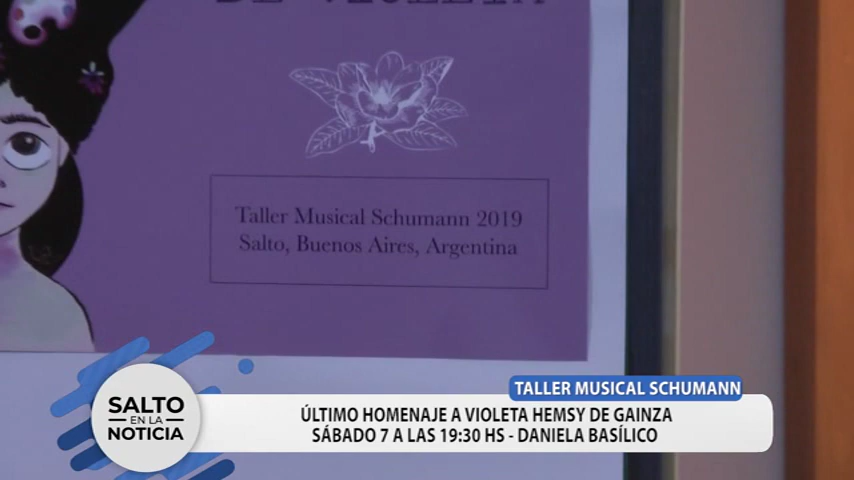 Taller Musical Schumann 2019
Salto, Buenos Aires, Argentina
TALLER MUSICAL SCHUMANN
SALTO
EN LA
NOTICIA
ÚLTIMO HOMENAJE A VIOLETA HEMSY DE GAINZA
SÁBADO 7 A LAS 19:30 HS - DANIELA BASÍLICO